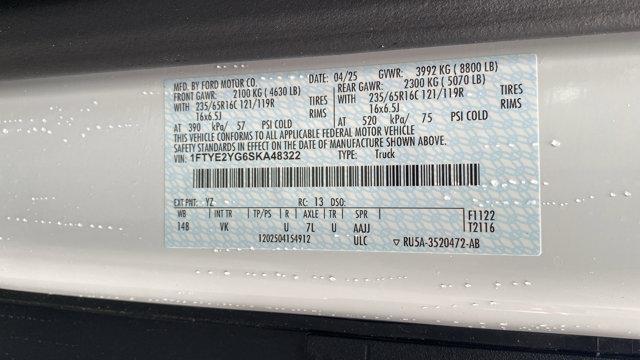 MFD. BY FORD MOTOR CO. DATE: 04/25 GVWR: 3992 KG ( 8800 LB)
FRONT GAWR: 2100 KG ( 4630 LB) REAR GAWR: 2300 KG ( 5070 LB)
WITH 235/65R16C 121/119R TIRES WITH 235/65R16C 121/119R TIRES
16x6.5J RIMS 16x6.5J RIMS
AT 390 kPa/ 57 PSI COLD AT 520 kPa/ 75 PSI COLD
THIS VEHICLE CONFORMS TO ALL APPLICABLE FEDERAL MOTOR VEHICLE
SAFETY STANDARDS IN EFFECT ON THE DATE OF MANUFACTURE SHOWN ABOVE.
VIN: 1FTYE2YG6SKA48322 TYPE: Truck
EXT PNT: YZ RC: 13 DSO:
WB INT TR TP/PS R AXLE TR SPR F1122
14B VK U 7L U AAJJ T2116
1202504154912 ULC ▽ RU5A-3520472-AB